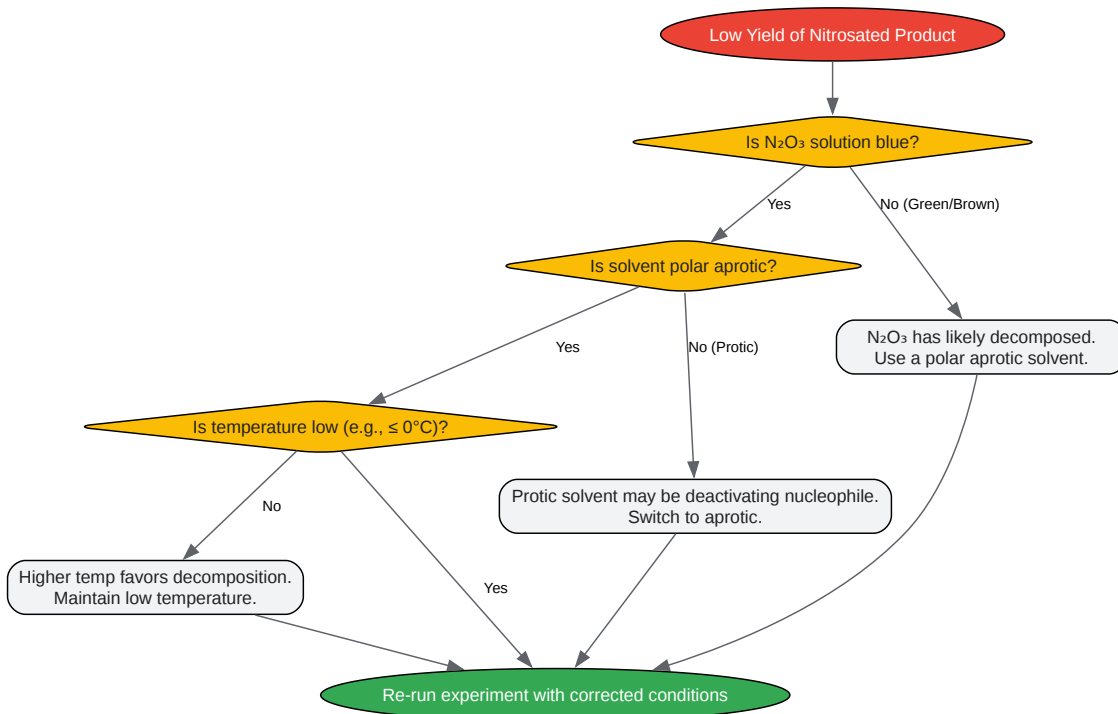 Low Yield of Nitrosated Product
Is N₂O₃ solution blue?
Yes
No (Green/Brown)
Is solvent polar aprotic?
N₂O₃ has likely decomposed.
Use a polar aprotic solvent.
Yes
No (Protic)
Is temperature low (e.g., ≤ 0°C)?
Protic solvent may be deactivating nucleophile.
Switch to aprotic.
No
Higher temp favors decomposition.
Maintain low temperature.
Yes
Re-run experiment with corrected conditions